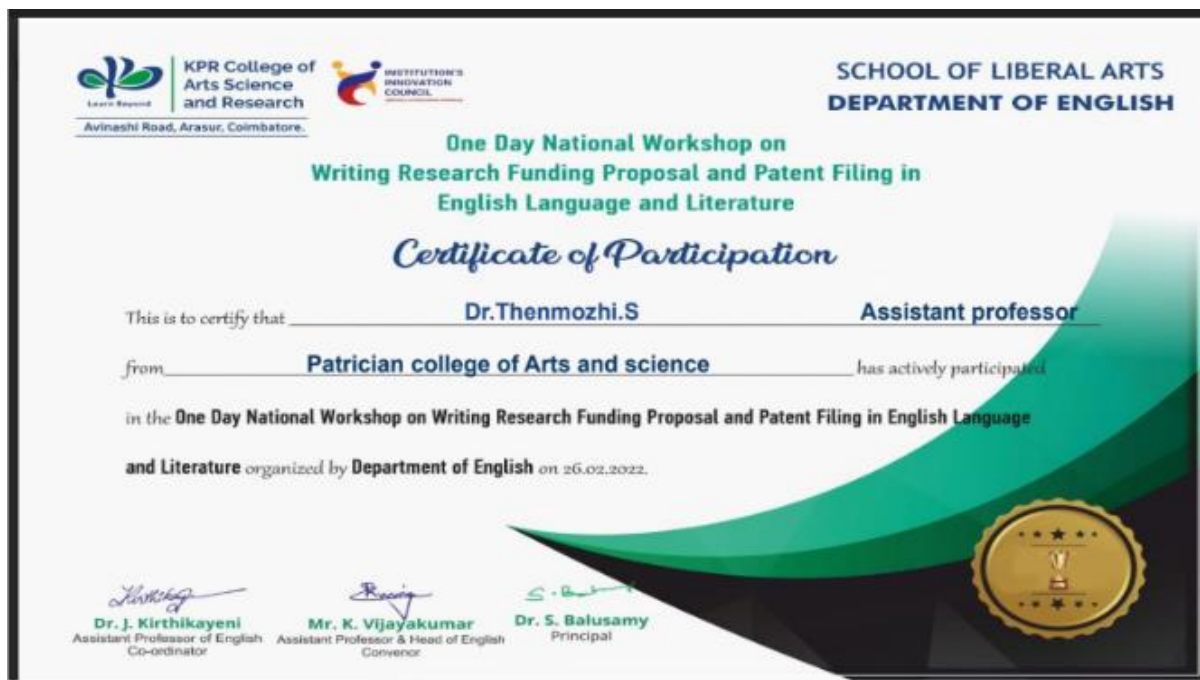 KPR College of
Arts Science
and Research
Learn Beyond
Avinashi Road, Arasur, Coimbatore.
INSTITUTION'S
INNOVATION
COUNCIL
SCHOOL OF LIBERAL ARTS
DEPARTMENT OF ENGLISH
One Day National Workshop on
Writing Research Funding Proposal and Patent Filing in
English Language and Literature
Certificate of Participation
This is to certify that Dr.Thenmozhi.S Assistant professor
from Patrician college of Arts and science has actively participated
in the One Day National Workshop on Writing Research Funding Proposal and Patent Filing in English Language
and Literature organized by Department of English on 26.02.2022.
Dr. J. Kirthikayeni
Assistant Professor of English
Co-ordinator
Mr. K. Vijayakumar
Assistant Professor & Head of English
Convenor
Dr. S. Balusamy
Principal